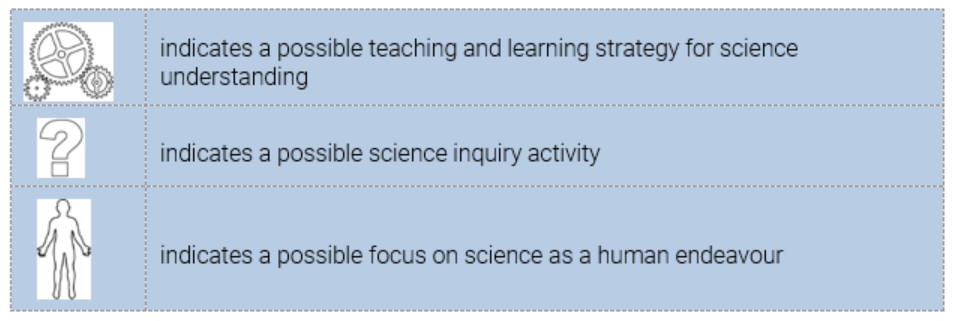 indicates a possible teaching and learning strategy for science
understanding
?
indicates a possible science inquiry activity
indicates a possible focus on science as a human endeavour